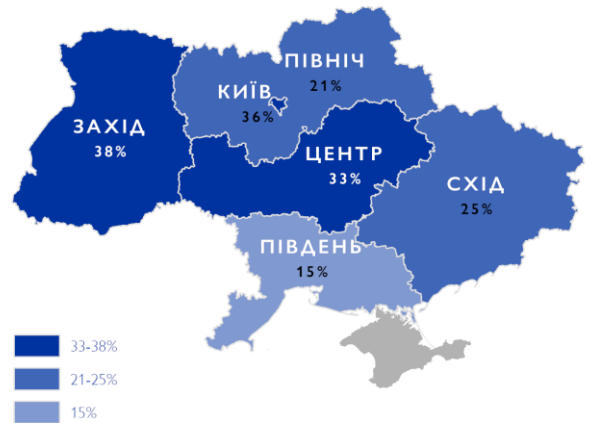 ПІВНІЧ
21%
КИЇВ
36%
ЗАХІД
38%
ЦЕНТР
33%
СХІД
25%
ПІВДЕНЬ
15%
33-38%
21-25%
15%